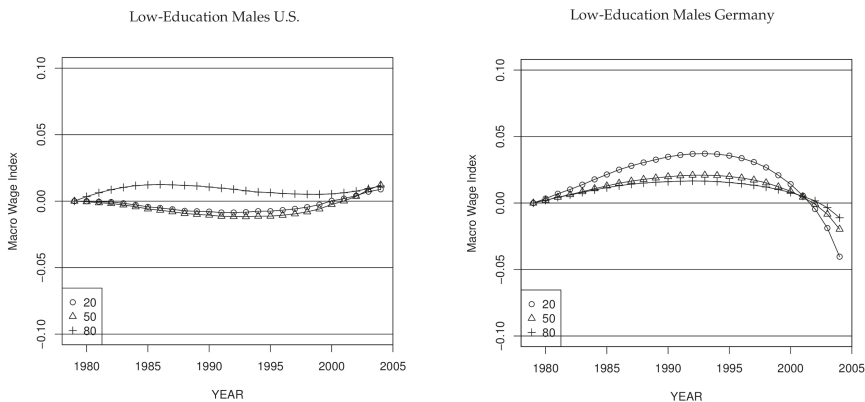 Low-Education Males U.S.
Macro Wage Index
0.10
0.05
0.00
−0.05
−0.10
20
50
80
1980 1985 1990 1995 2000 2005
YEAR
Low-Education Males Germany
Macro Wage Index
0.10
0.05
0.00
−0.05
−0.10
20
50
80
1980 1985 1990 1995 2000 2005
YEAR